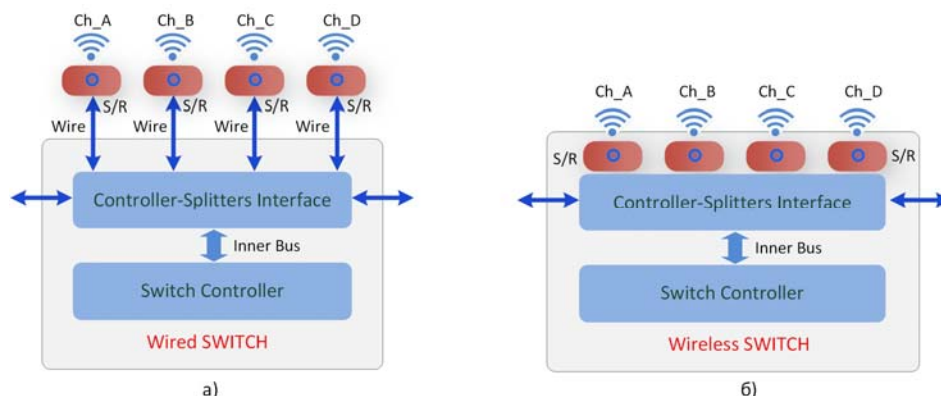 Ch_A Ch_B Ch_C Ch_D
S/R S/R S/R S/R
Wire Wire Wire Wire
Controller-Splitters Interface
Inner Bus
Switch Controller
Wired SWITCH
а)
Ch_A Ch_B Ch_C Ch_D
S/R S/R
Controller-Splitters Interface
Inner Bus
Switch Controller
Wireless SWITCH
б)